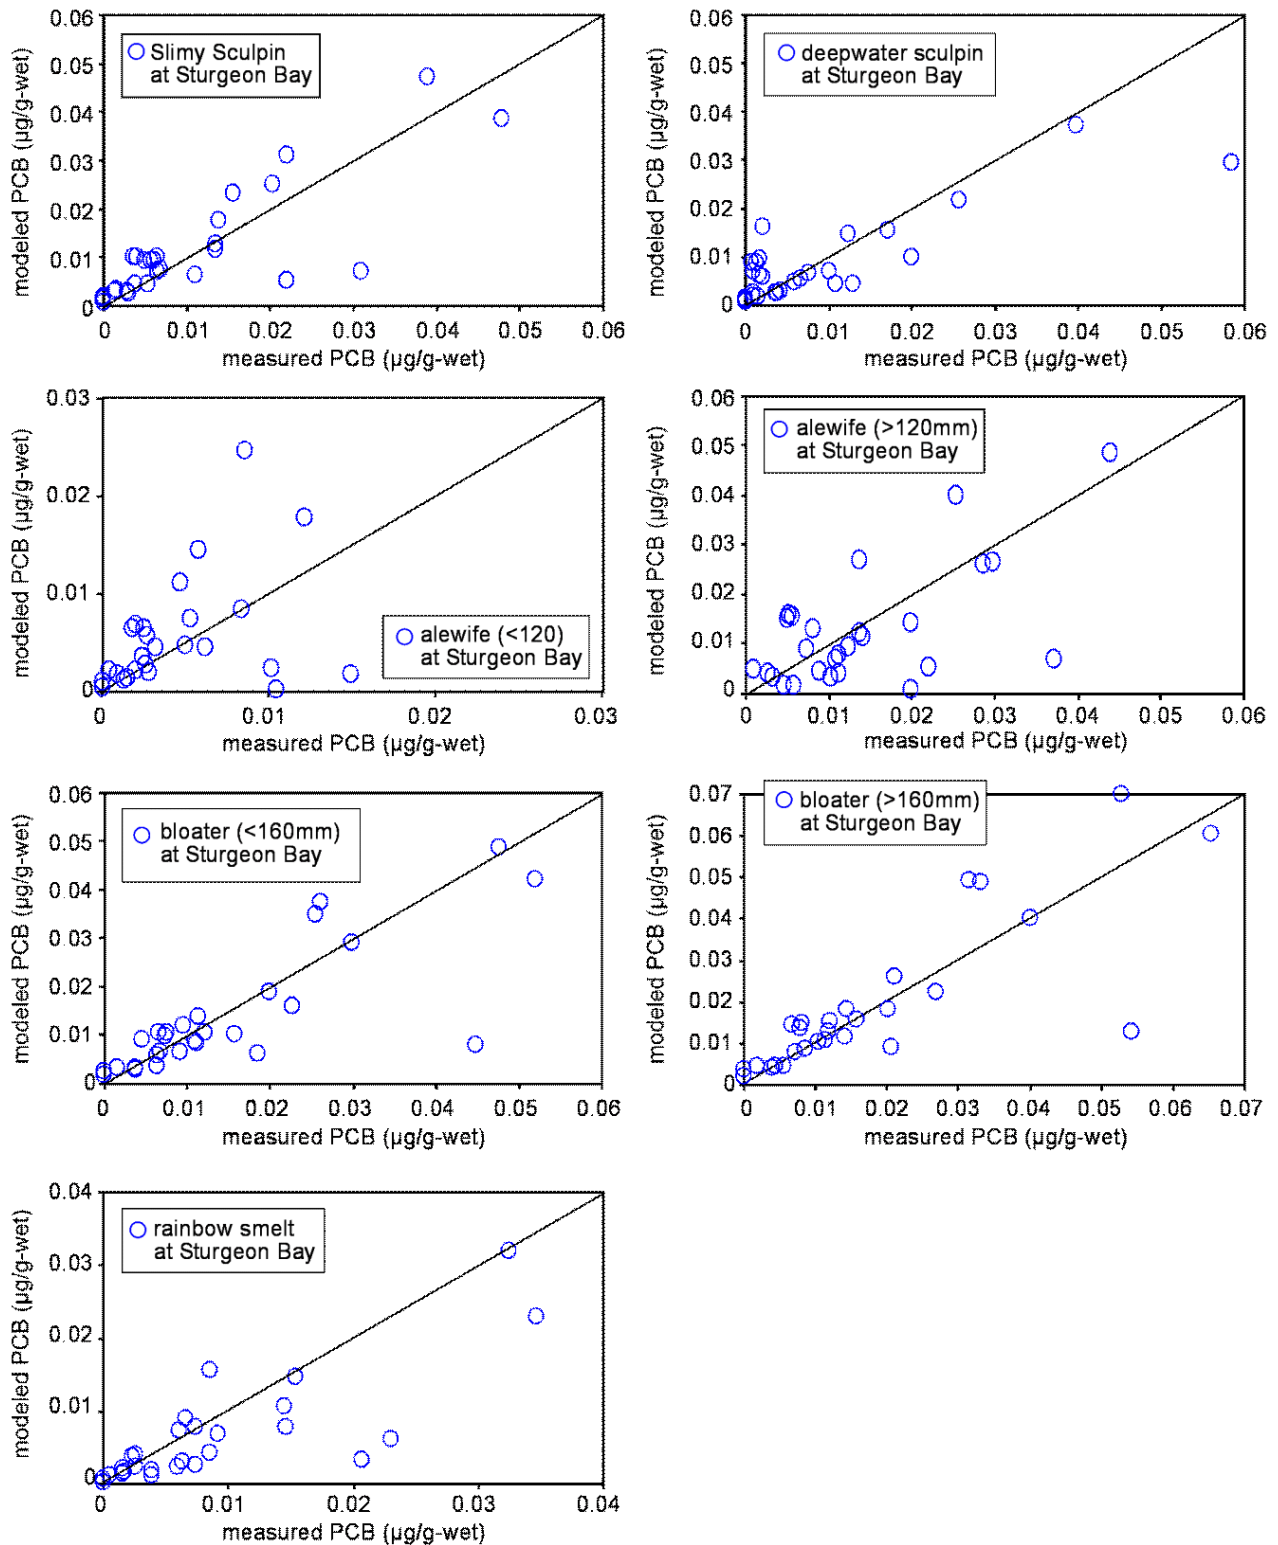 0.06
0.05
0.04
0.03
0.02
0.01
0
modeled PCB (µg/g-wet)
Slimy Sculpin
at Sturgeon Bay
0 0.01 0.02 0.03 0.04 0.05 0.06
measured PCB (µg/g-wet)
0.06
0.05
0.04
0.03
0.02
0.01
0
modeled PCB (µg/g-wet)
deepwater sculpin
at Sturgeon Bay
0 0.01 0.02 0.03 0.04 0.05 0.06
measured PCB (µg/g-wet)
0.03
0.02
0.01
0
modeled PCB (µg/g-wet)
alewife (<120)
at Sturgeon Bay
0 0.01 0.02 0.03
measured PCB (µg/g-wet)
0.06
0.05
0.04
0.03
0.02
0.01
0
modeled PCB (µg/g-wet)
alewife (>120mm)
at Sturgeon Bay
0 0.01 0.02 0.03 0.04 0.05 0.06
measured PCB (µg/g-wet)
0.06
0.05
0.04
0.03
0.02
0.01
0
modeled PCB (µg/g-wet)
bloater (<160mm)
at Sturgeon Bay
0 0.01 0.02 0.03 0.04 0.05 0.06
measured PCB (µg/g-wet)
0.07
0.06
0.05
0.04
0.03
0.02
0.01
0
modeled PCB (µg/g-wet)
bloater (>160mm)
at Sturgeon Bay
0 0.01 0.02 0.03 0.04 0.05 0.06 0.07
measured PCB (µg/g-wet)
0.04
0.03
0.02
0.01
0
modeled PCB (µg/g-wet)
rainbow smelt
at Sturgeon Bay
0 0.01 0.02 0.03 0.04
measured PCB (µg/g-wet)